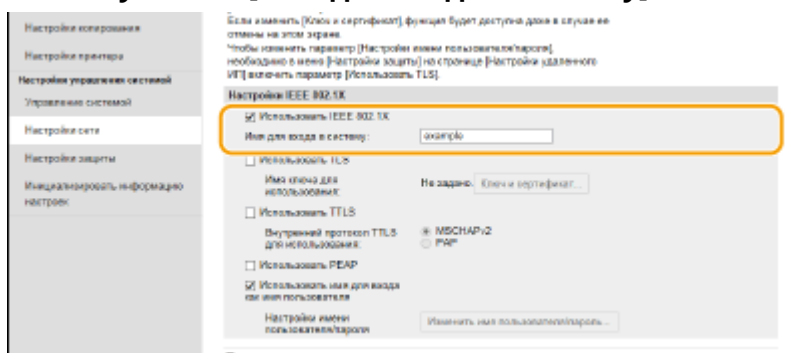 Настройки копирования
Настройки принтера
Настройки управления системой
Управление системой
Настройки сети
Настройки защиты
Инициализировать информацию
настроек
Если изменить [Ключ и сертификат], функция будет доступна даже в случае ее
отмены на этом экране.
Чтобы изменить параметр [Настройки имени пользователя/пароля],
необходимо в меню [Настройки защиты] на странице [Настройки удаленного
ИП] включить параметр [Использовать TLS].
Настройки IEEE 802.1X
Использовать IEEE 802.1X
Имя для входа в систему: example
Использовать TLS
Имя ключа для
использования: Не задано. Ключ и сертификат...
Использовать TTLS
Внутренний протокол TTLS
для использования: MSCHAPv2
PAP
Использовать PEAP
Использовать имя для входа
как имя пользователя
Настройки имени
пользователя/пароля Изменить имя пользователя/пароль...